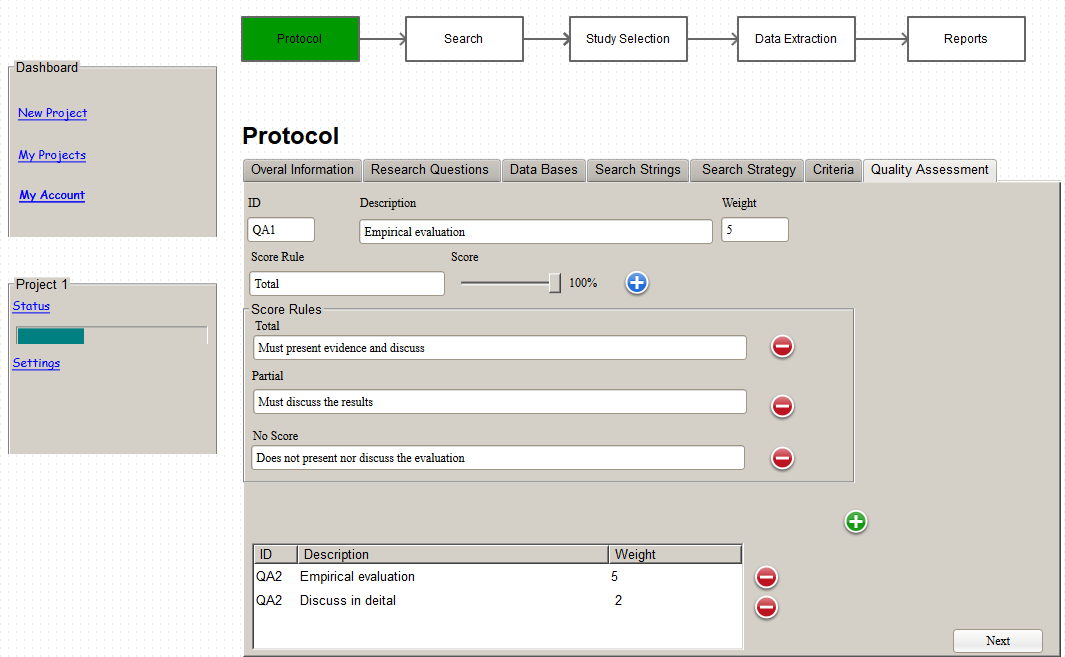 Protocol
Search
Study Selection
Data Extraction
Reports
Dashboard
New Project
My Projects
My Account
Project 1
Status
Settings
Protocol
Overal Information
Research Questions
Data Bases
Search Strings
Search Strategy
Criteria
Quality Assessment
ID
Description
Weight
QA1
Empirical evaluation
5
Score Rule
Score
Total
100%
Score Rules
Total
Must present evidence and discuss
Partial
Must discuss the results
No Score
Does not present nor discuss the evaluation
ID Description Weight
QA2 Empirical evaluation 5
QA2 Discuss in deital 2
Next